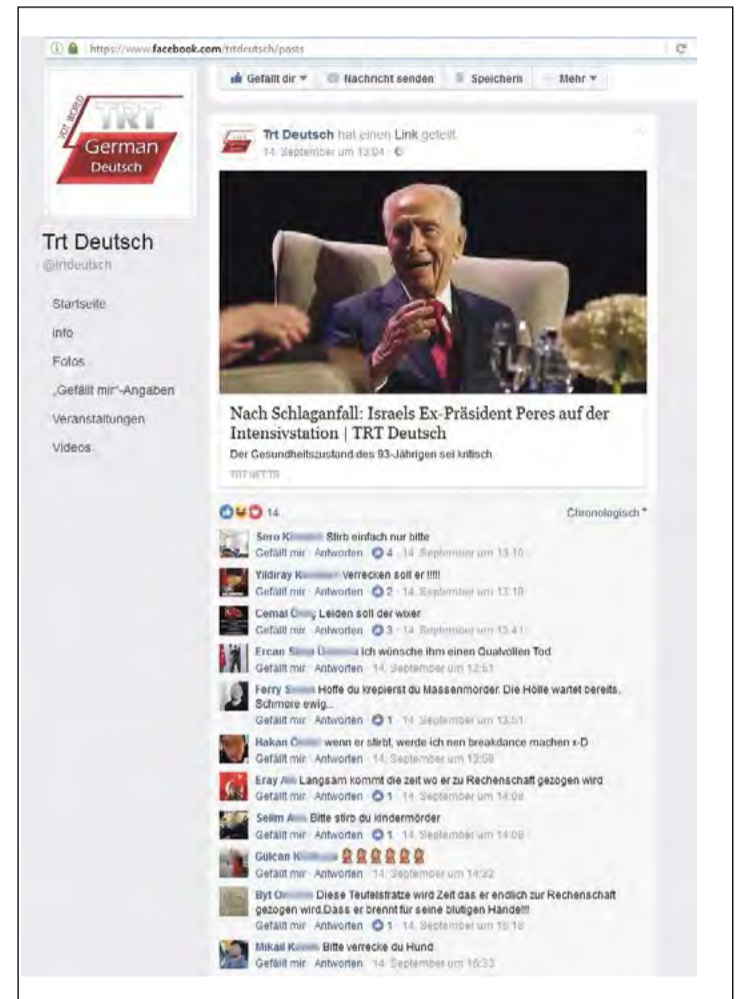 https://www.facebook.com/trtdeutsch/posts
Gefällt dir
Nachricht senden
Speichern
Mehr
VOT WORLD
TRT
German
Deutsch
Trt Deutsch hat einen Link geteilt.
14. September um 13:04
Trt Deutsch
@trtdeutsch
Startseite
Info
Fotos
„Gefällt mir"-Angaben
Veranstaltungen
Videos
Nach Schlaganfall: Israels Ex-Präsident Peres auf der
Intensivstation | TRT Deutsch
Der Gesundheitszustand des 93-Jährigen sei kritisch
TRT.NET.TR
14
Chronologisch
Sero Stirb einfach nur bitte
Gefällt mir · Antworten · 4 · 14. September um 13:10
Yildiray Verrecken soll er !!!!!
Gefällt mir · Antworten · 2 · 14. September um 13:19
Cemal Leiden soll der wixer
Gefällt mir · Antworten · 3 · 14. September um 13:41
Ercan Ich wünsche ihm einen Qualvollen Tod
Gefällt mir · Antworten · 14. September um
Ferry Hoffe du krepierst du Massenmörder. Die Hölle wartet bereits.
Schmore ewig...
Gefällt mir · Antworten · 1 · 14. September um 13:51
Hakan wenn er stirbt, werde ich nen breakdance machen x-D
Gefällt mir · Antworten · 14. September um 13:58
Eray Langsam kommt die zeit wo er zu Rechenschaft gezogen wird
Gefällt mir · Antworten · 1 · 14. September um 14:08
Selim Bitte stirb du kindermörder
Gefällt mir · Antworten · 1 · 14. September um 14:08
Gülcan
Gefällt mir · Antworten · 14. September um 14:22
Byt Diese Teufelsfratze wird Zeit das er endlich zur Rechenschaft
gezogen wird.Dass er brennt für seine blutigen Hände!!!
Gefällt mir · Antworten · 1 · 14. September um 15:18
Mikail Bitte verrecke du Hund
Gefällt mir · Antworten · 14. September um 16:33